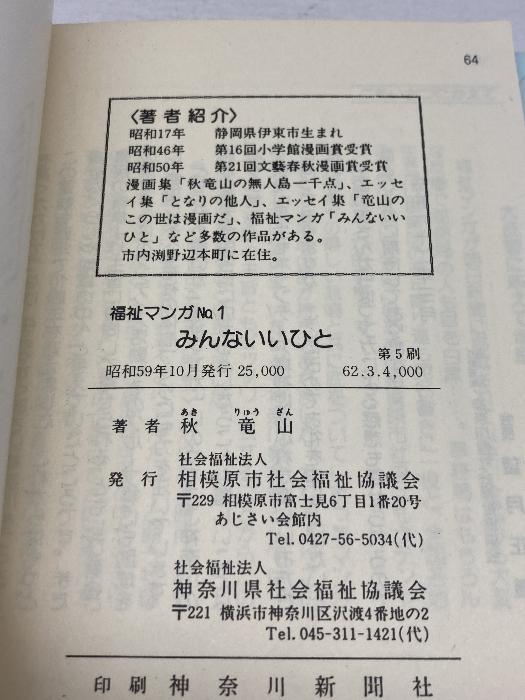 64
〈著者紹介〉
昭和17年 静岡県伊東市生まれ
昭和46年 第16回小学館漫画賞受賞
昭和50年 第21回文藝春秋漫画賞受賞
漫画集「秋竜山の無人島一千点」、エッセ
イ集「となりの他人」、エッセイ集「竜山の
この世は漫画だ」、福祉マンガ「みんないい
ひと」など多数の作品がある。
市内渕野辺本町に在住。
福祉マンガNo.1
みんないいひと
第5刷
昭和59年10月発行 25,000 62.3.4,000
あき りゅう ざん
著者 秋 竜 山
社会福祉法人
発行 相模原市社会福祉協議会
〒229 相模原市富士見6丁目1番20号
あじさい会館内
Tel.0427-56-5034(代)
社会福祉法人
神奈川県社会福祉協議会
〒221 横浜市神奈川区沢渡4番地の2
Tel.045-311-1421(代)
印刷 神奈川新聞社